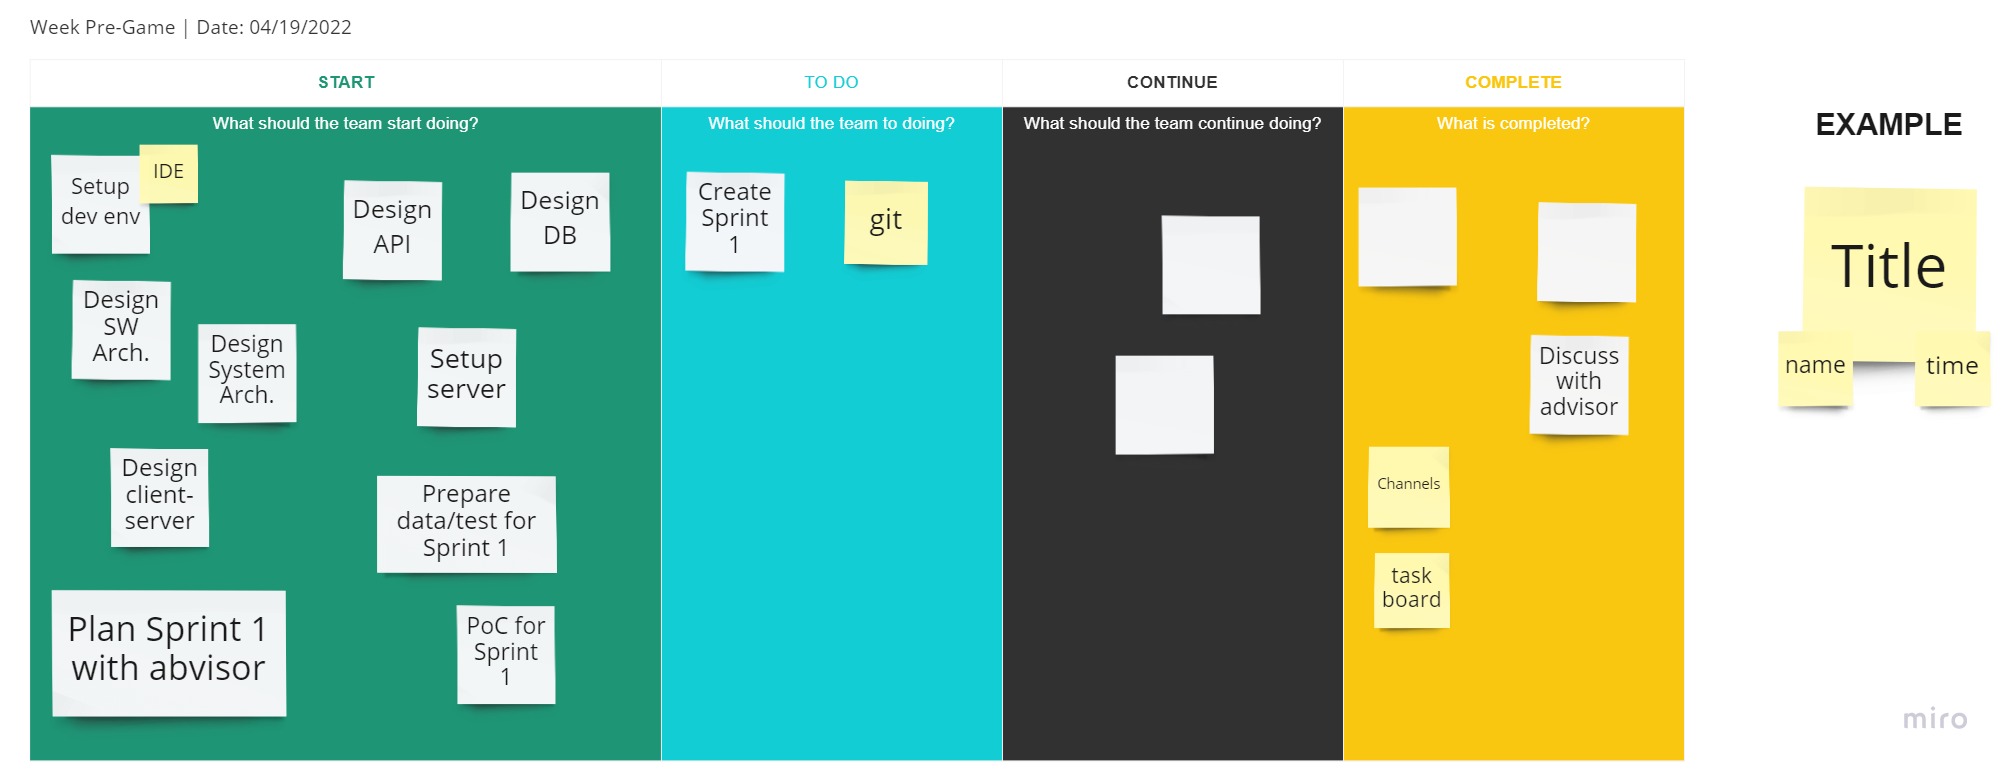 Week Pre-Game | Date: 04/19/2022
START
What should the team start doing?
Setup
dev env
IDE
Design
API
Design
DB
Design
SW
Arch.
Design
System
Arch.
Setup
server
Design
client-
server
Prepare
data/test for
Sprint 1
Plan Sprint 1
with abvisor
PoC for
Sprint
1
TO DO
What should the team to doing?
Create
Sprint
1
git
CONTINUE
What should the team continue doing?
COMPLETE
What is completed?
Discuss
with
advisor
Channels
task
board
EXAMPLE
Title
name
time
miro